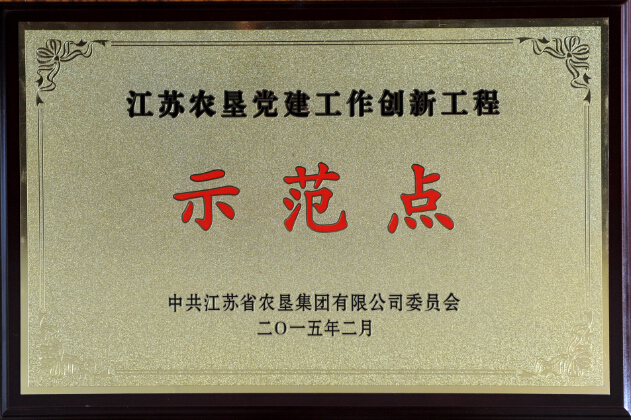 江苏农垦党建工作创新工程
示范点
中共江苏省农垦集团有限公司委员会
二〇一五年二月